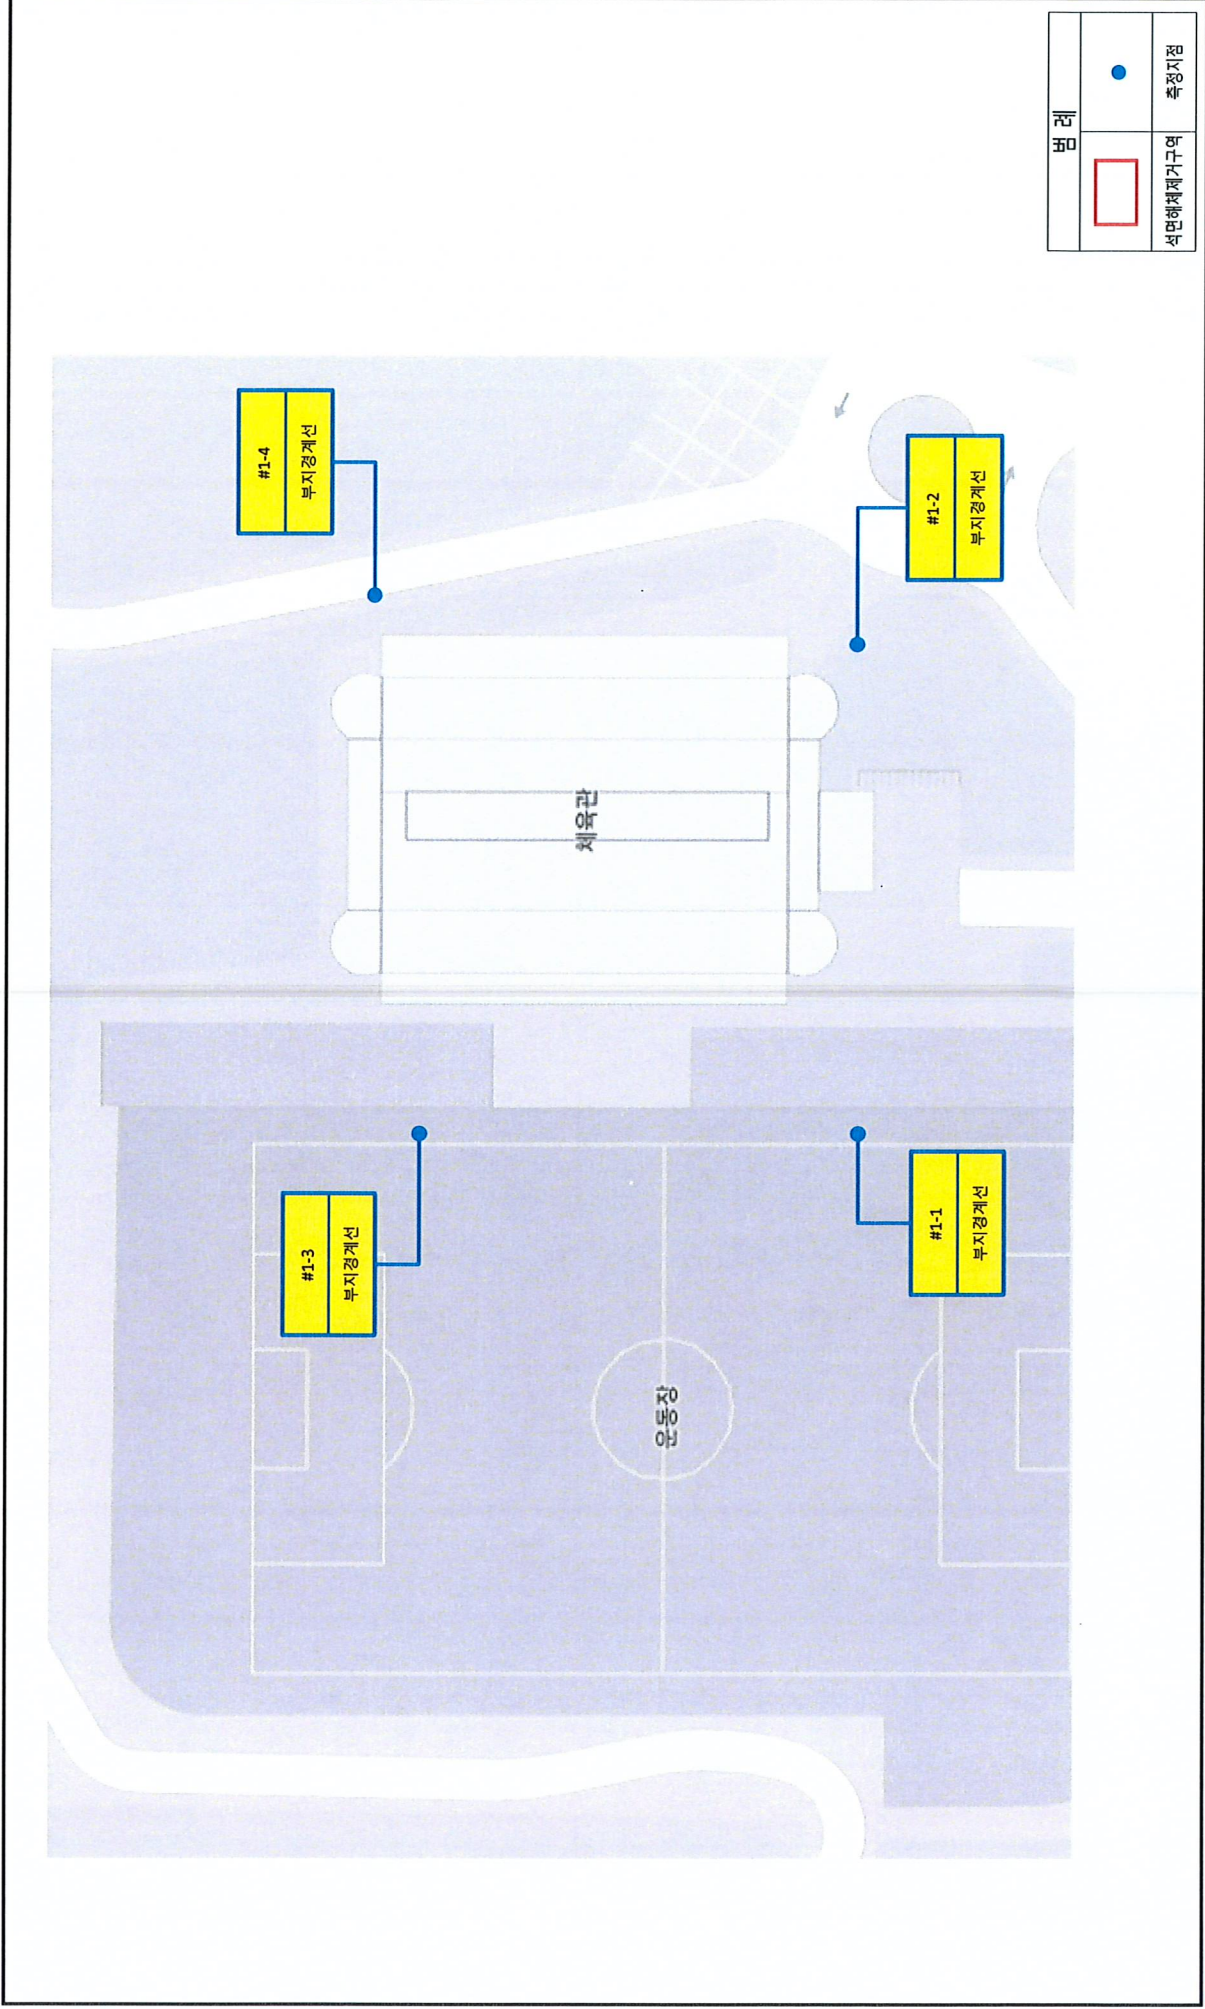 범 례
석면해체제거구역
측정지점
#1-3
부지경계선
#1-4
부지경계선
체육관
운동장
#1-1
부지경계선
#1-2
부지경계선